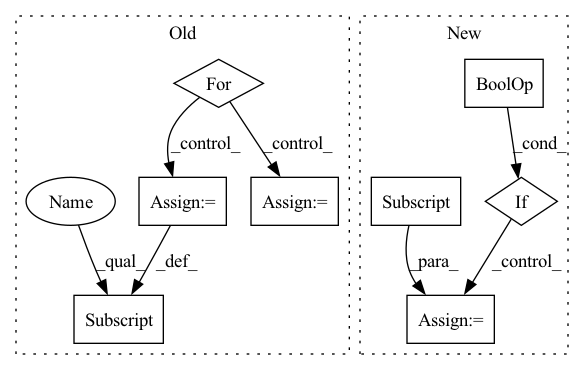 Old
New
For
BoolOp
_control_
_control_
_cond_
Name
Assign:=
Assign:=
Subscript
If
_qual_
_def_
_para_
_control_
Subscript
Assign:=